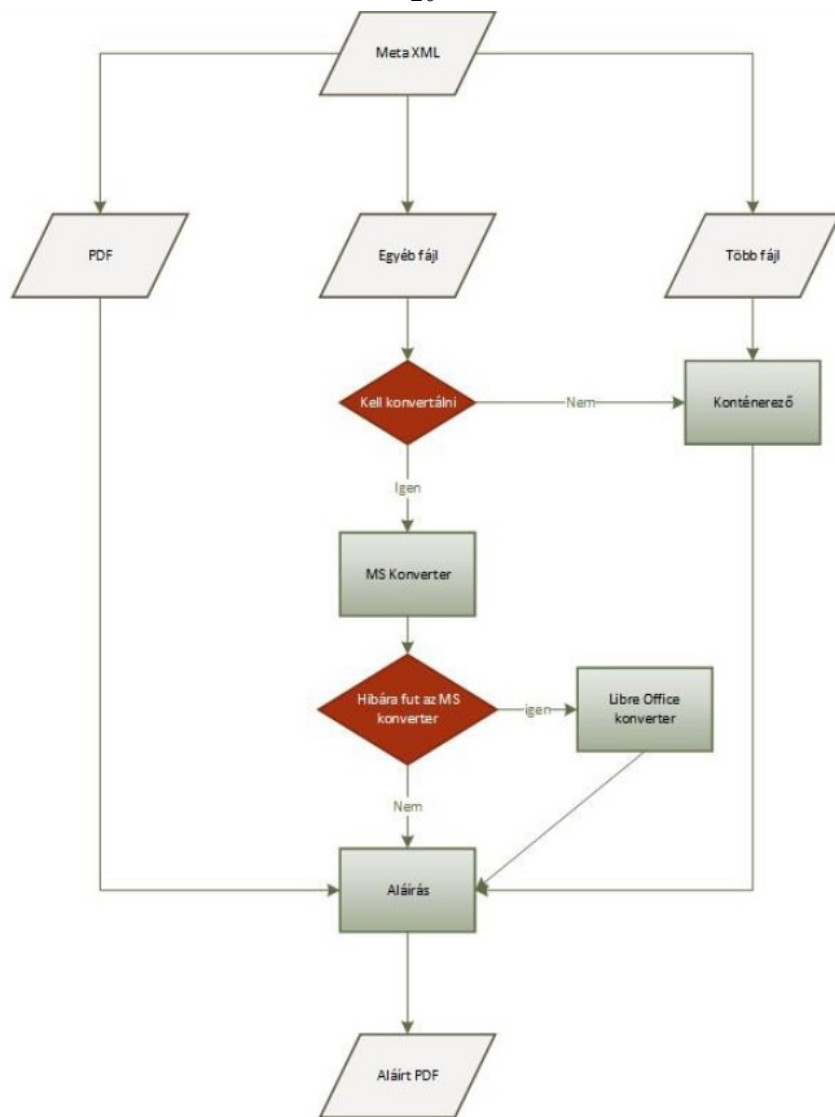 Meta XML
PDF
Egyéb fájl
Több fájl
Kell konvertálni
Nem
Konténerező
Igen
MS Konverter
Hibára fut az MS
konverter
igen
Libre Office
konverter
Nem
Aláírás
Aláírt PDF